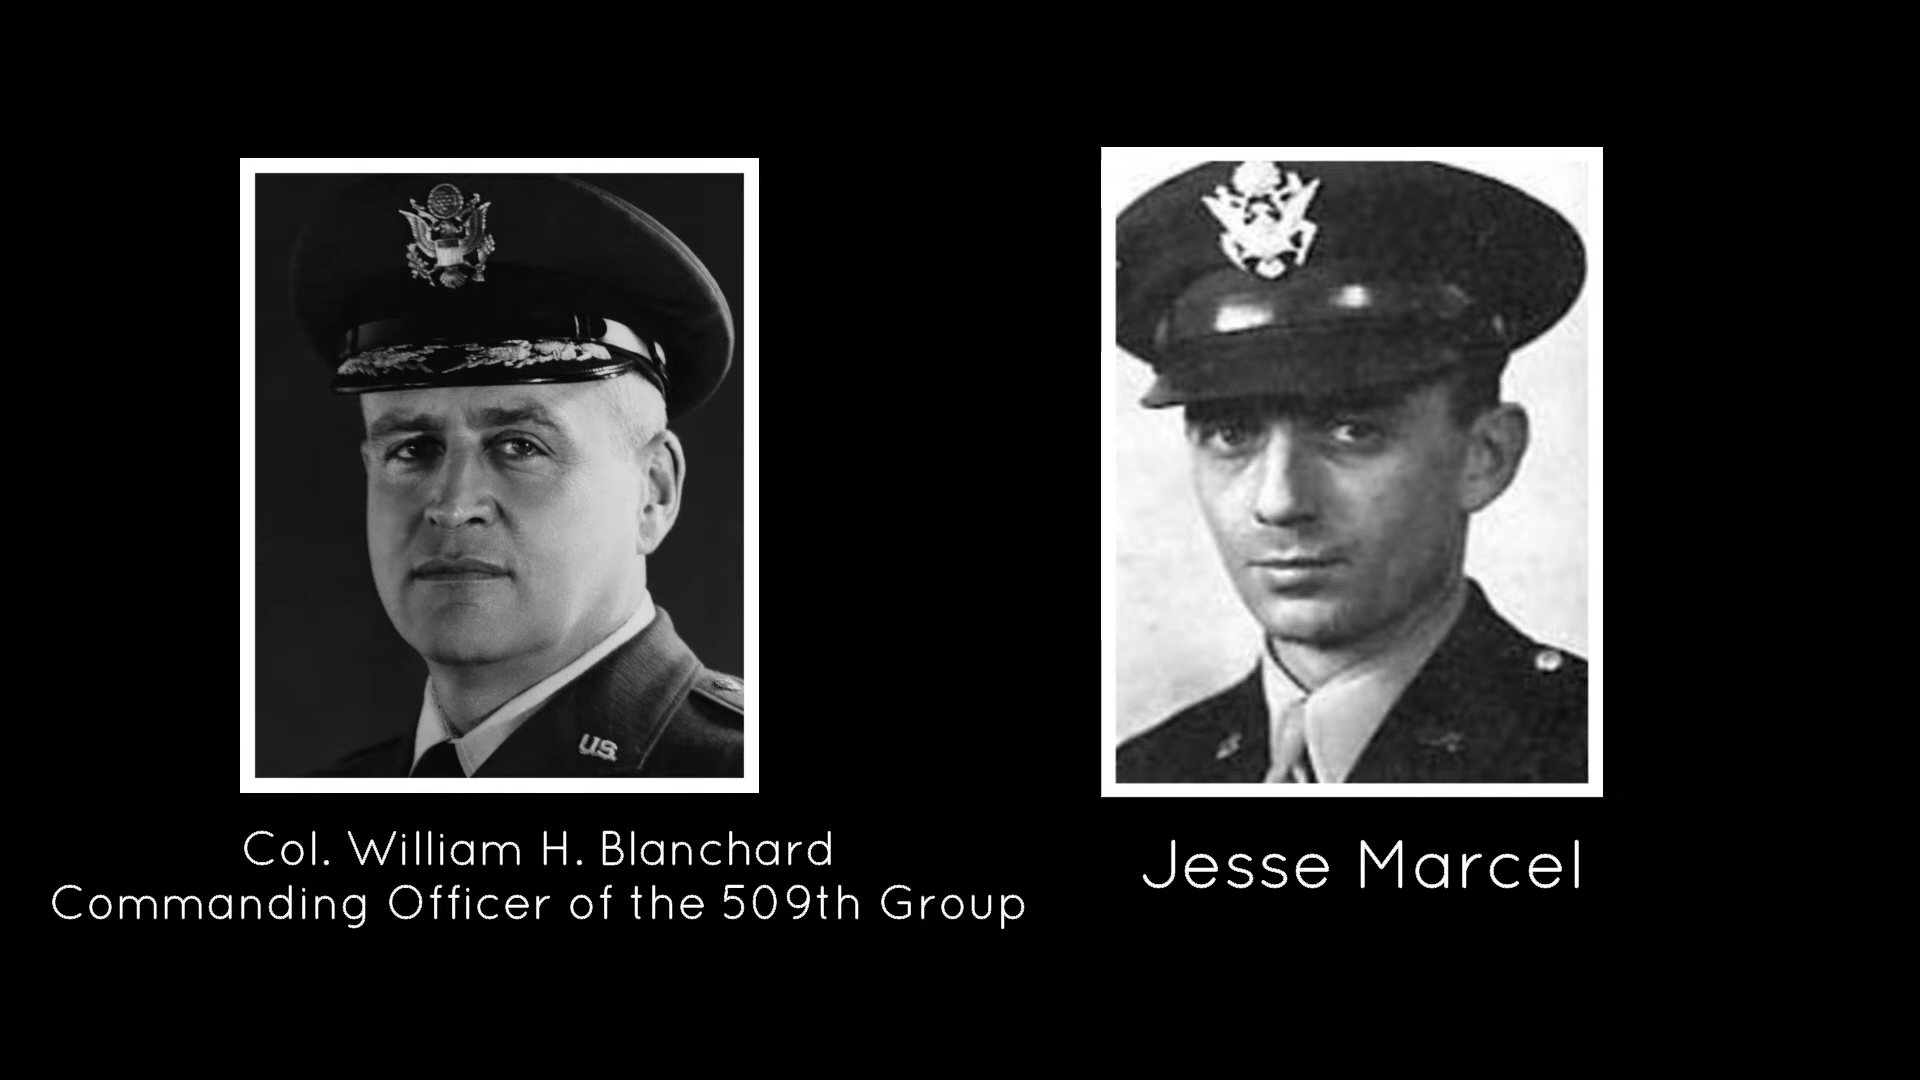 Col. William H. Blanchard
Commanding Officer of the 509th Group
Jesse Marcel
U.S.